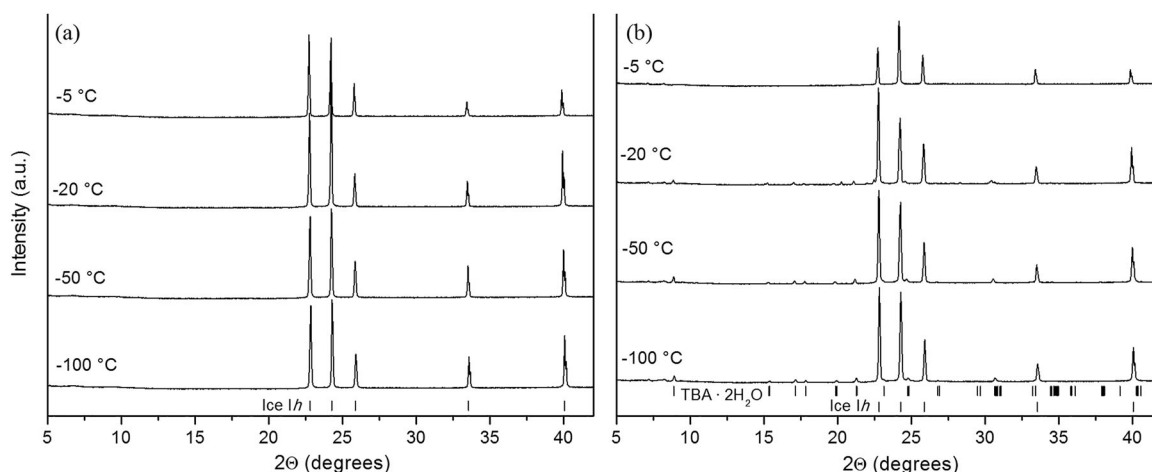 (a)
-5 °C
-20 °C
-50 °C
-100 °C
Ice Ih
Intensity (a.u.)
5 10 15 20 25 30 35 40
2Θ (degrees)
(b)
-5 °C
-20 °C
-50 °C
-100 °C
TBA · 2H₂O
Ice Ih
5 10 15 20 25 30 35 40
2Θ (degrees)